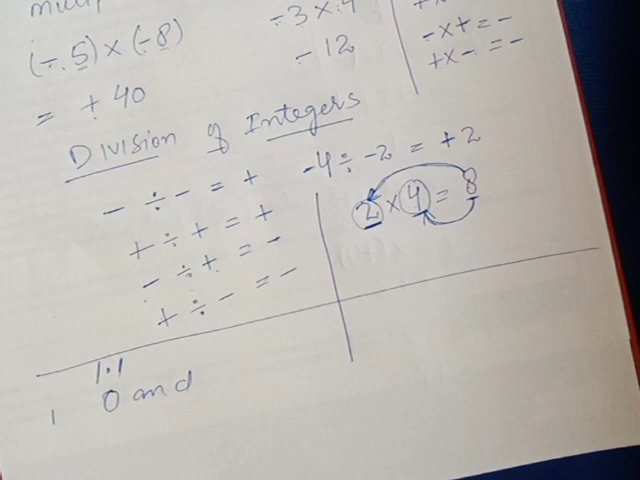 (-5) × (-8)
= + 40
- 3 × 4
- 12
- × + = -
+ × - = -
Division of Integers
- ÷ - = +
+ ÷ + = +
- ÷ + = -
+ ÷ - = -
-4 ÷ -2 = +2
2 × 4 = 8
1.1
1 0 and